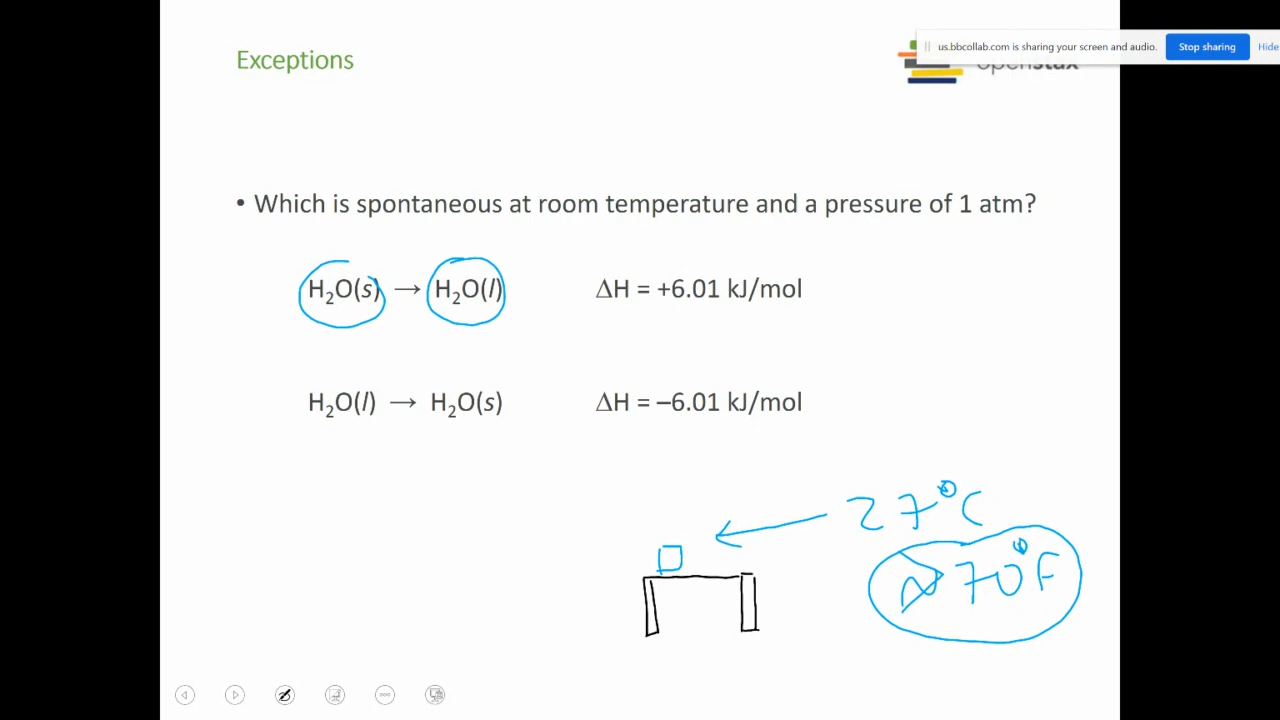 Exceptions
us.bbcollab.com is sharing your screen and audio. Stop sharing Hide
openstax
• Which is spontaneous at room temperature and a pressure of 1 atm?
H₂O(s) → H₂O(l) ΔH = +6.01 kJ/mol
H₂O(l) → H₂O(s) ΔH = –6.01 kJ/mol
27°C
~70°F